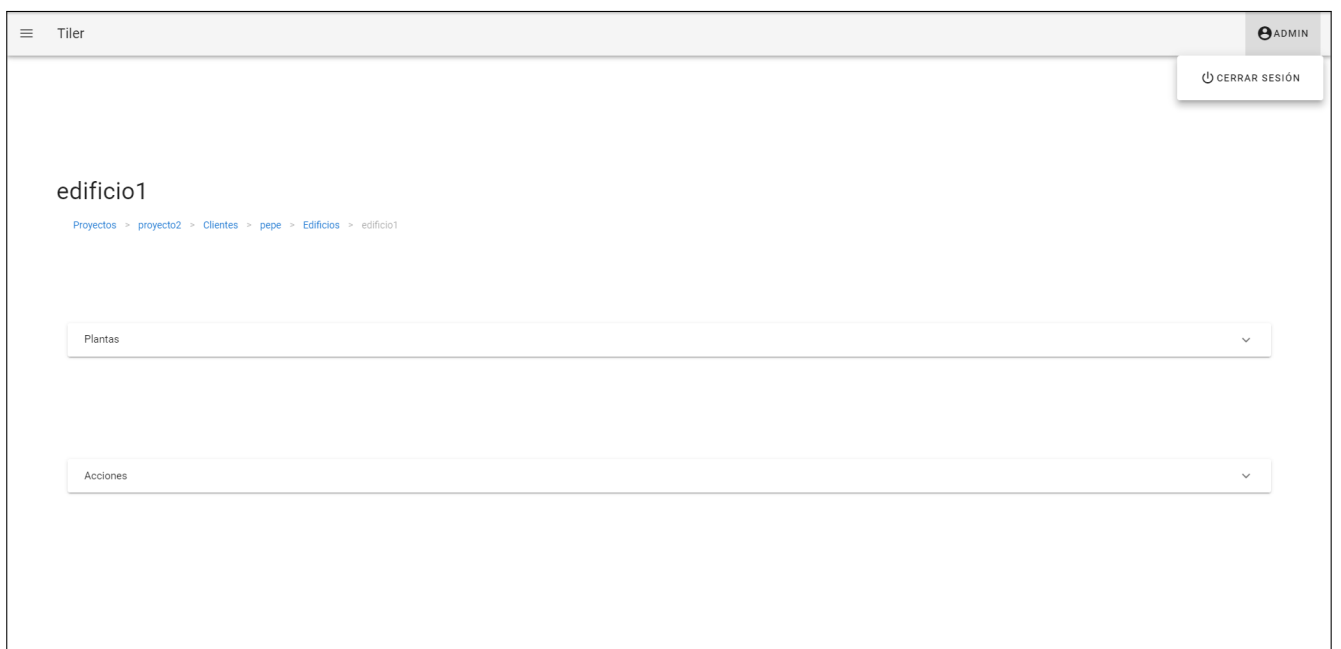 Tiler ADMIN
CERRAR SESIÓN
edificio1
Proyectos > proyecto2 > Clientes > pepe > Edificios > edificio1
Plantas
Acciones